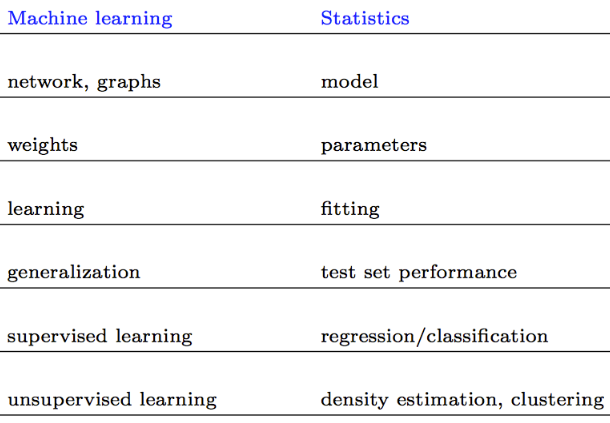 Machine learning Statistics
network, graphs model
weights parameters
learning fitting
generalization test set performance
supervised learning regression/classification
unsupervised learning density estimation, clustering